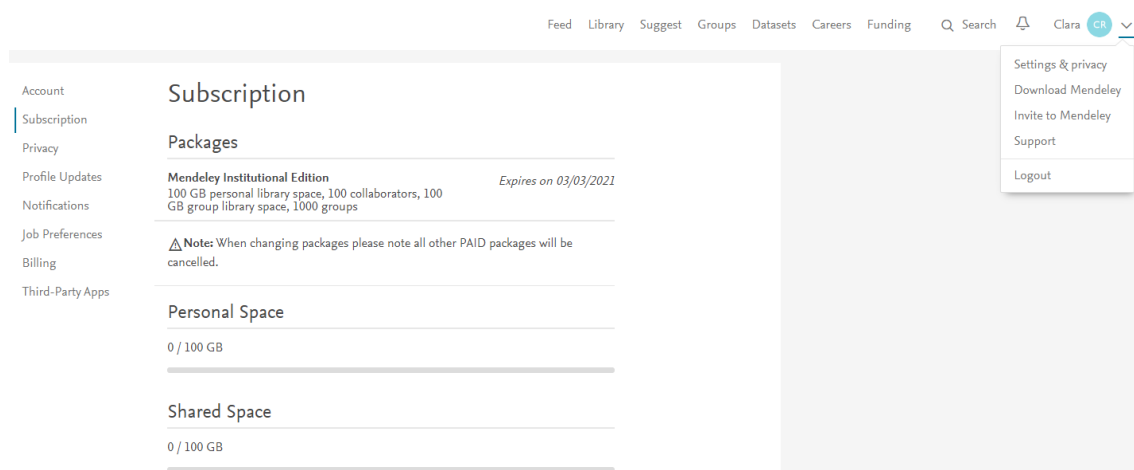 Feed Library Suggest Groups Datasets Careers Funding Search Clara CR
Settings & privacy
Download Mendeley
Invite to Mendeley
Support
Logout
Account
Subscription
Privacy
Profile Updates
Notifications
Job Preferences
Billing
Third-Party Apps
Subscription
Packages
Mendeley Institutional Edition Expires on 03/03/2021
100 GB personal library space, 100 collaborators, 100
GB group library space, 1000 groups
Note: When changing packages please note all other PAID packages will be
cancelled.
Personal Space
0 / 100 GB
Shared Space
0 / 100 GB